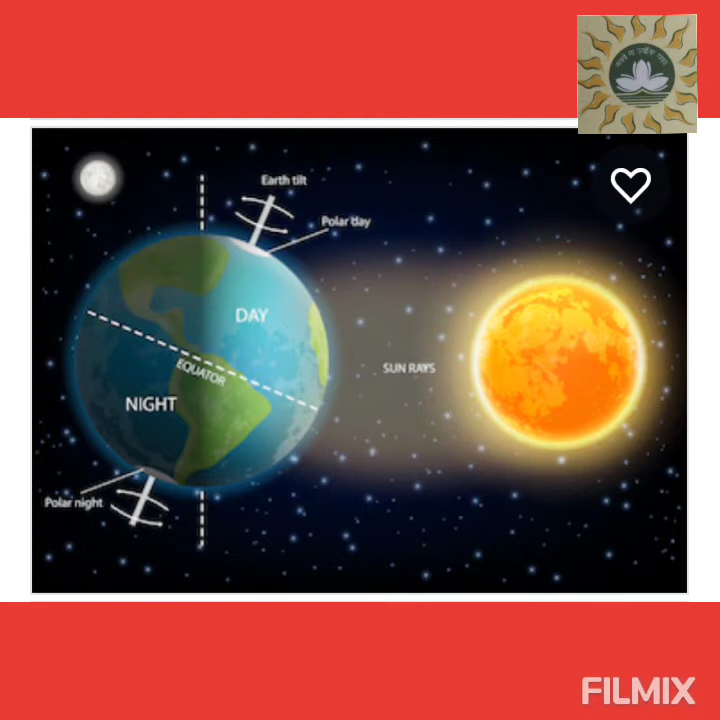 Earth tilt
Polar day
DAY
SUN RAYS
EQUATOR
NIGHT
Polar night
FILMIX